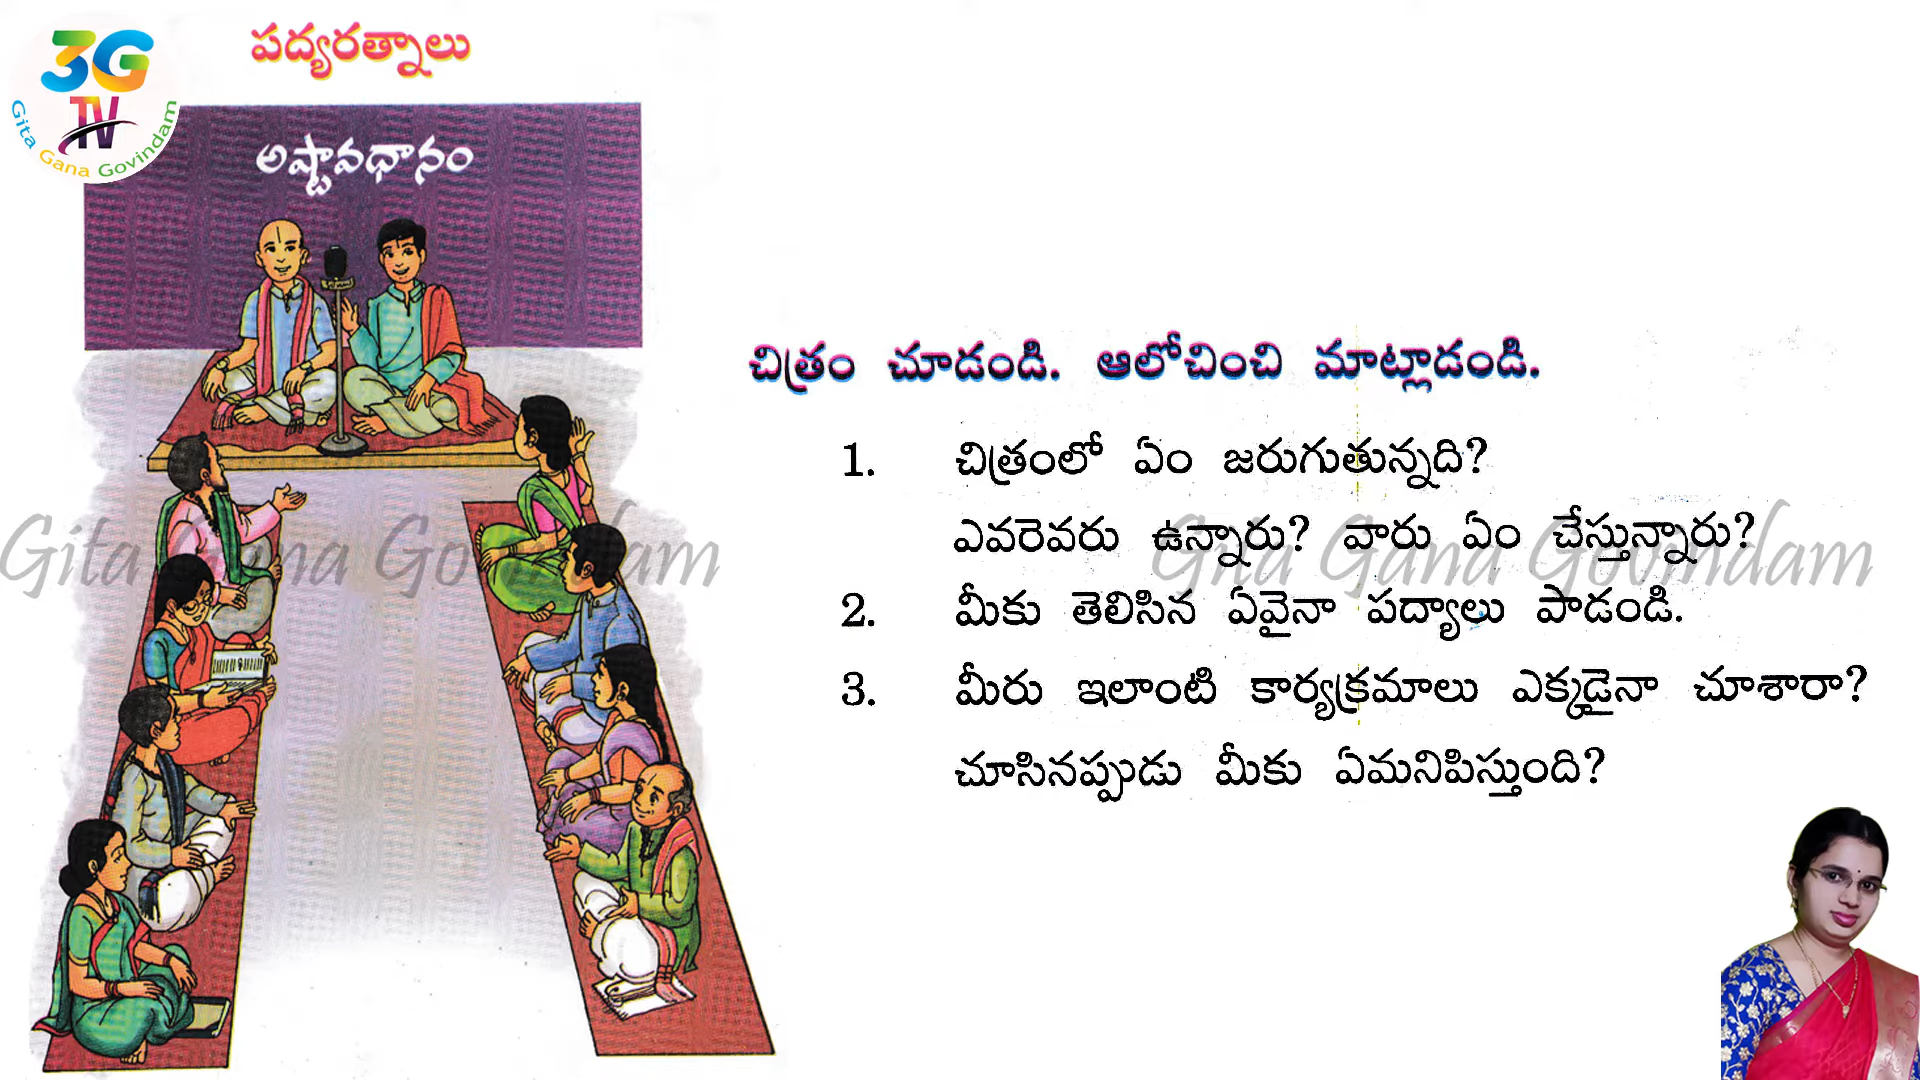 3G
TV
Gita Gana Govindam
పద్యరత్నాలు
అష్టావధానం
చిత్రం చూడండి. ఆలోచించి మాట్లాడండి.
1. చిత్రంలో ఏం జరుగుతున్నది?
ఎవరెవరు ఉన్నారు? వారు ఏం చేస్తున్నారు?
2. మీకు తెలిసిన ఏవైనా పద్యాలు పాడండి.
3. మీరు ఇలాంటి కార్యక్రమాలు ఎక్కడైనా చూశారా?
చూసినప్పుడు మీకు ఏమనిపిస్తుంది?
Gita Gana Govindam
Gita Gana Govindam